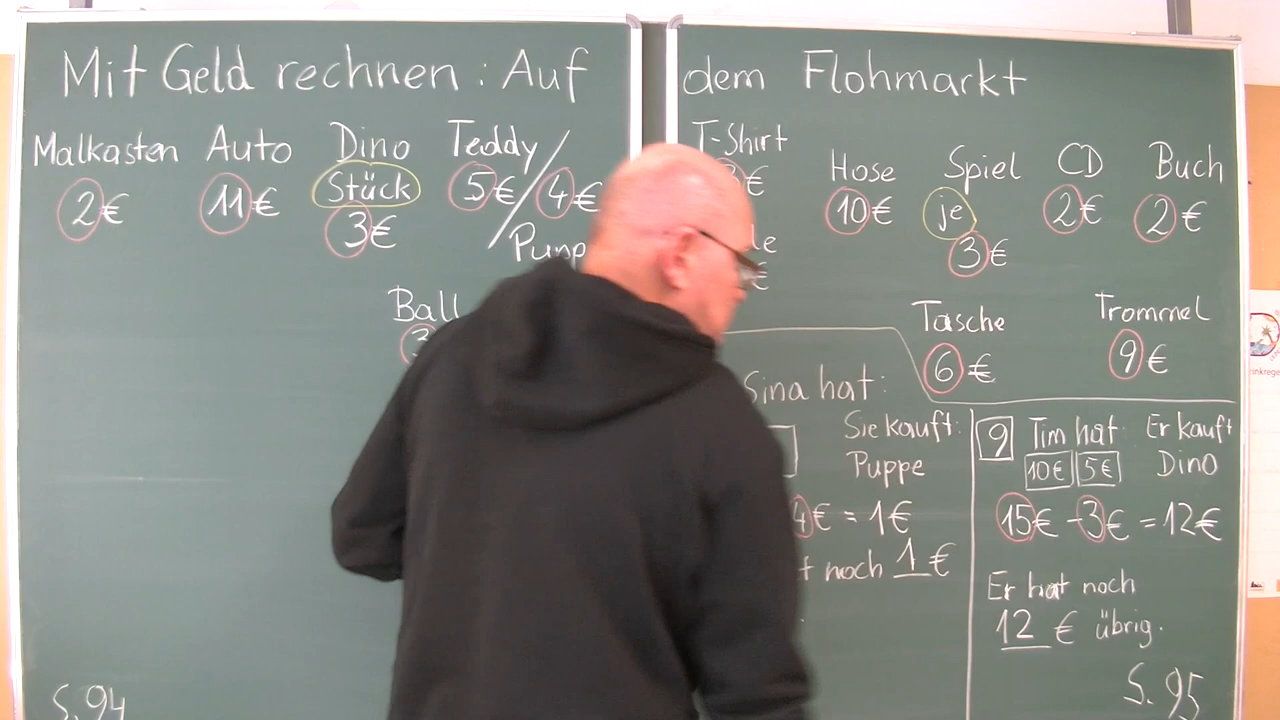 Mit Geld rechnen: Auf dem Flohmarkt
Malkasten
2€
Auto
11€
Dino
Stück
3€
Teddy/
5€ / 4€
Ball
T-Shirt
€
€
Hose
10€
Spiel
je
3€
CD
2€
Buch
2€
Tasche
6€
Trommel
9€
Sina hat:
Sie kauft:
Puppe
4€ = 1€
noch 1 €
9 Tim hat: Er kauft
10€ 5€ Dino
15€ - 3€ = 12€
Er hat noch
12 € übrig.
S. 94
S. 95